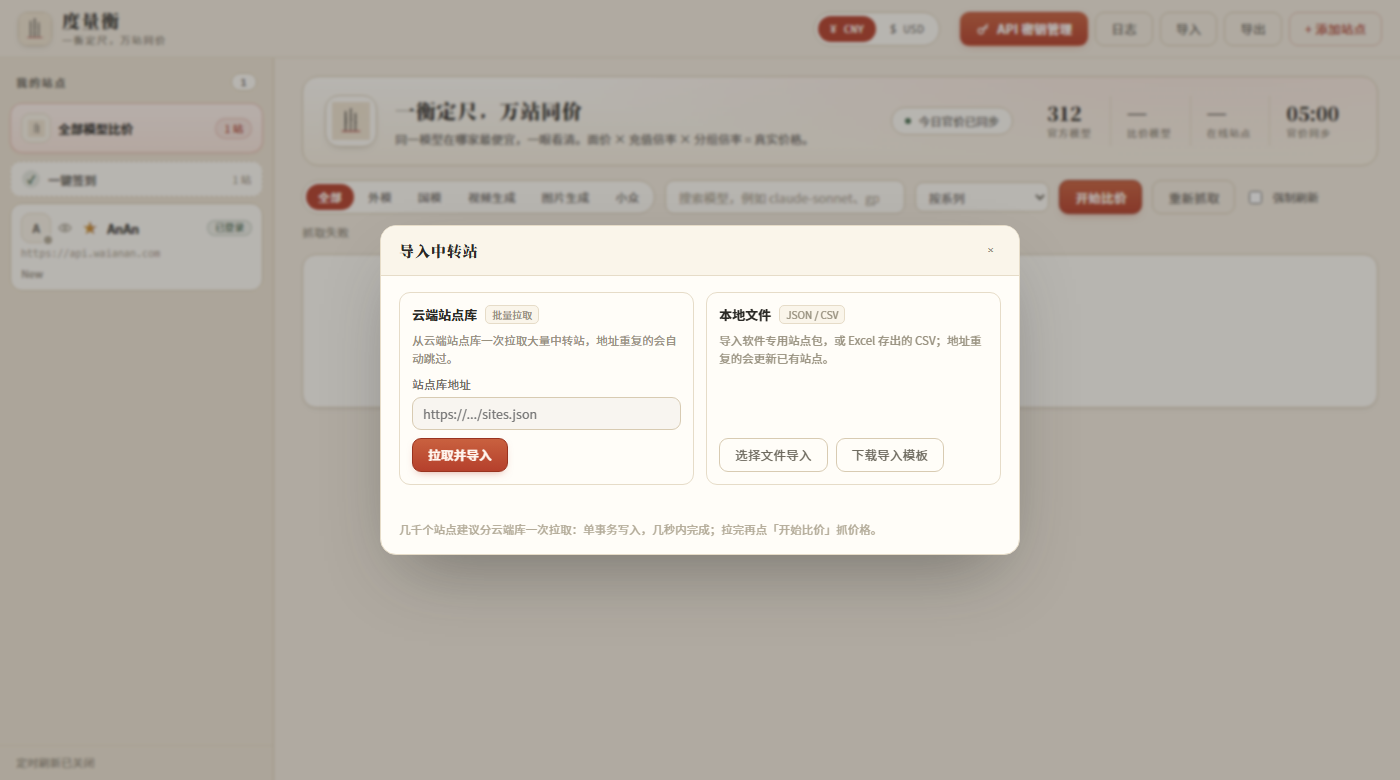 度量衡
一衡定尺，万站同价
¥ CNY
$ USD
API 密钥管理
日志
导入
导出
+ 添加站点
我的站点
1
全部模型比价
1 站
一键签到
1 站
A
AnAn
已登录
https://api.waianan.com
New
定时刷新已关闭
一衡定尺，万站同价
同一模型在哪家最便宜，一眼看清。面价 × 充值倍率 × 分组倍率 = 真实价格。
今日官价已同步
312
官方模型
—
比价模型
—
在线站点
05:00
官价同步
全部
外模
国模
视频生成
图片生成
小众
搜索模型，例如 claude-sonnet、gp
按系列
开始比价
重新抓取
强制刷新
抓取失败
导入中转站
×
云端站点库
批量拉取
从云端站点库一次拉取大量中转站，地址重复的会自
动跳过。
站点库地址
https://.../sites.json
拉取并导入
本地文件
JSON / CSV
导入软件专用站点包，或 Excel 存出的 CSV；地址重
复的会更新已有站点。
选择文件导入
下载导入模板
几千个站点建议分云端库一次拉取：单事务写入，几秒内完成；拉完再点「开始比价」抓价格。